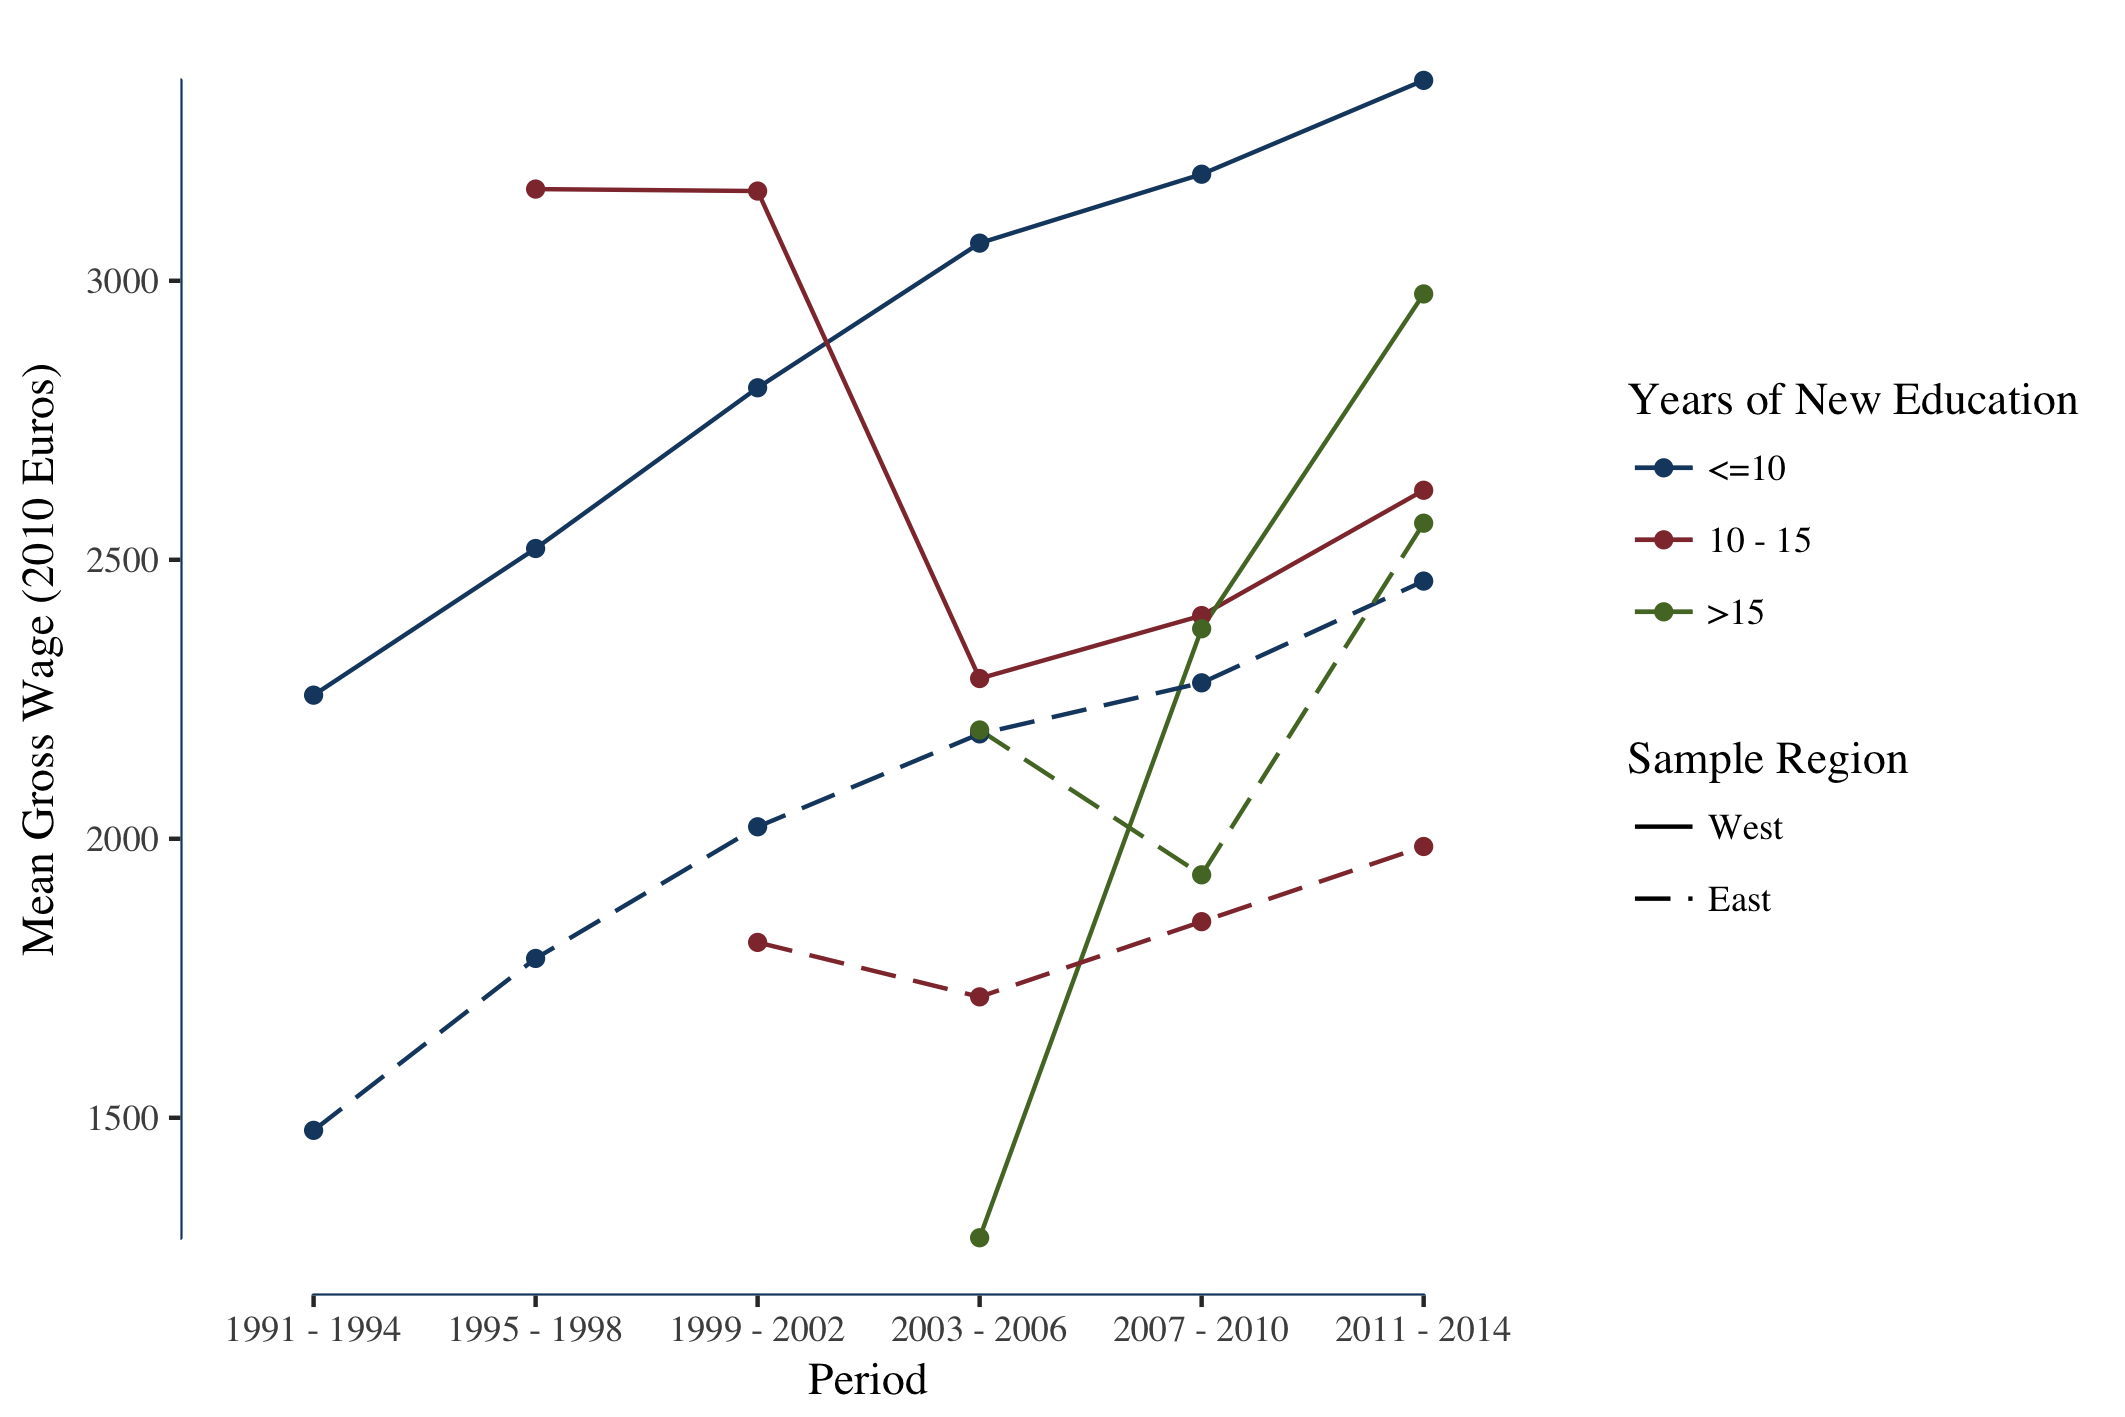 Mean Gross Wage (2010 Euros)
3000
2500
2000
1500
1991 - 1994
1995 - 1998
1999 - 2002
2003 - 2006
2007 - 2010
2011 - 2014
Period
Years of New Education
<=10
10 - 15
>15
Sample Region
West
East